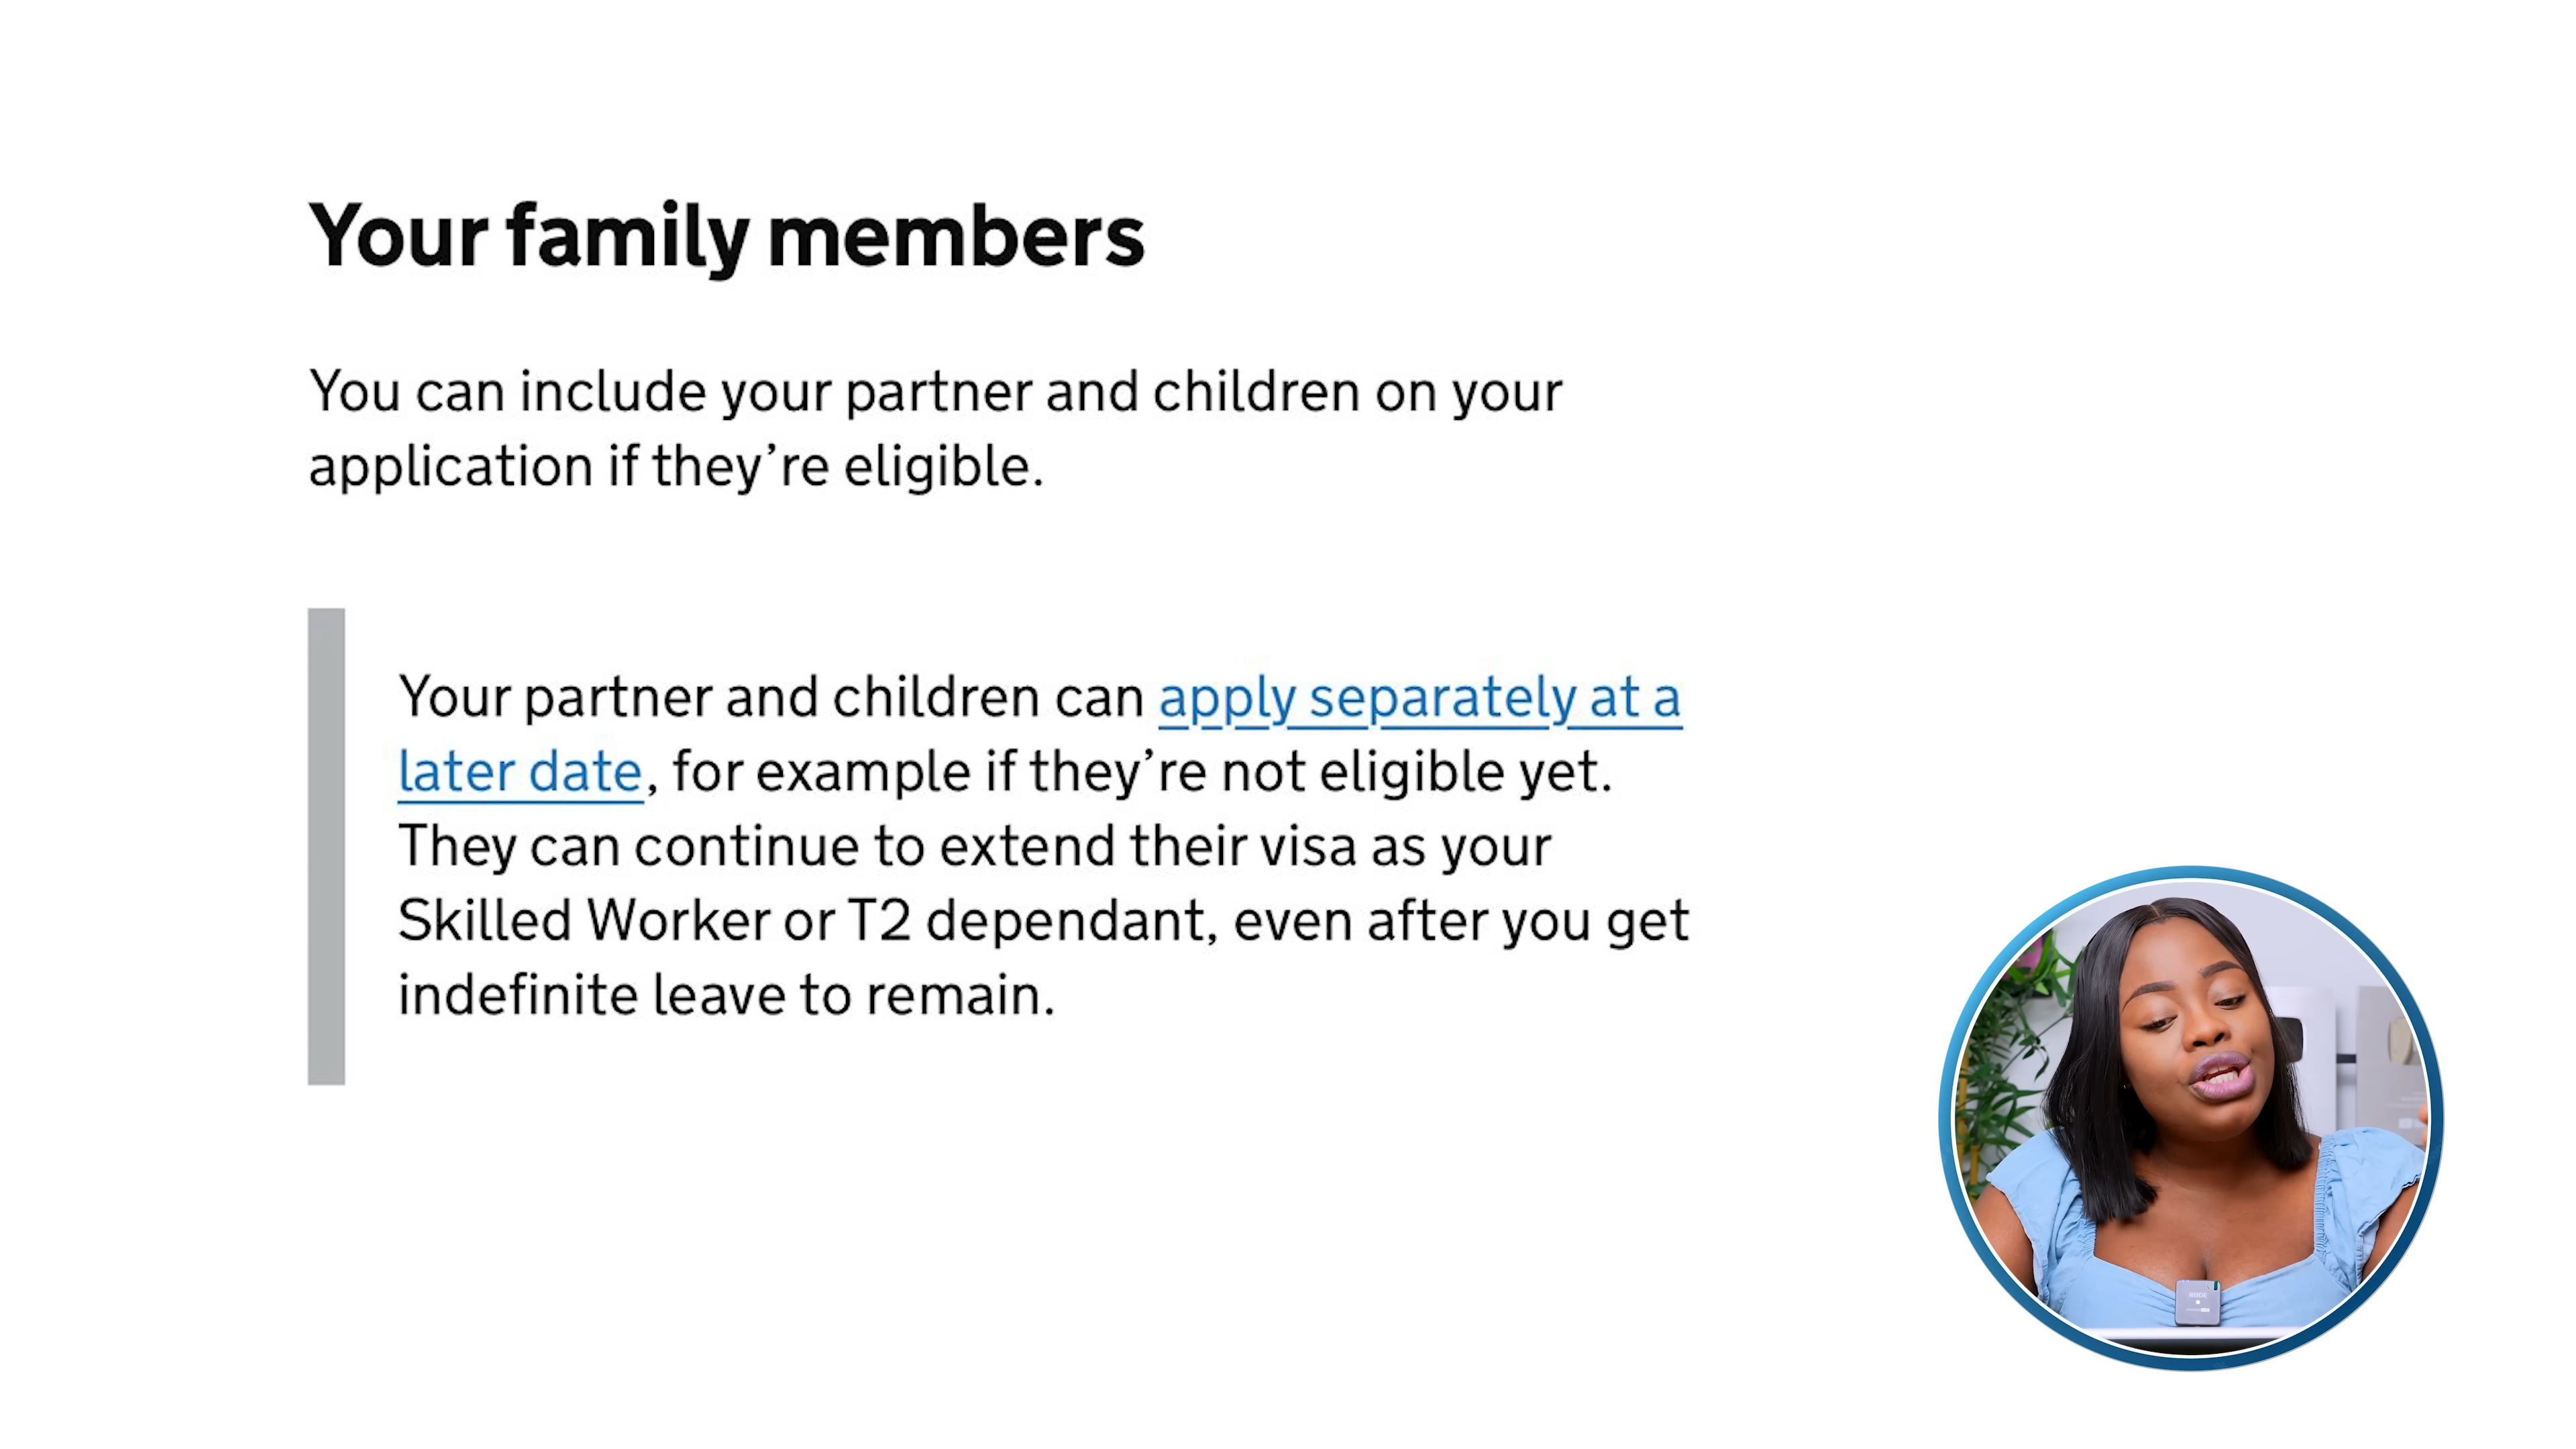 Your family members
You can include your partner and children on your
application if they’re eligible.
Your partner and children can apply separately at a
later date, for example if they’re not eligible yet.
They can continue to extend their visa as your
Skilled Worker or T2 dependant, even after you get
indefinite leave to remain.
RODE